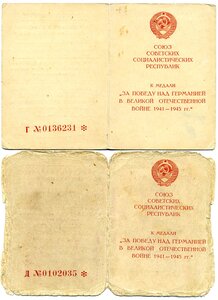 Г №0136231 ✻
СОЮЗ
СОВЕТСКИХ
СОЦИАЛИСТИЧЕСКИХ
РЕСПУБЛИК
К МЕДАЛИ
„ЗА ПОБЕДУ НАД ГЕРМАНИЕЙ
В ВЕЛИКОЙ ОТЕЧЕСТВЕННОЙ
ВОЙНЕ 1941—1945 гг.“
Д №0102035 ✻
СОЮЗ
СОВЕТСКИХ
СОЦИАЛИСТИЧЕСКИХ
РЕСПУБЛИК
К МЕДАЛИ
„ЗА ПОБЕДУ НАД ГЕРМАНИЕЙ
В ВЕЛИКОЙ ОТЕЧЕСТВЕННОЙ
ВОЙНЕ 1941—1945 гг.“